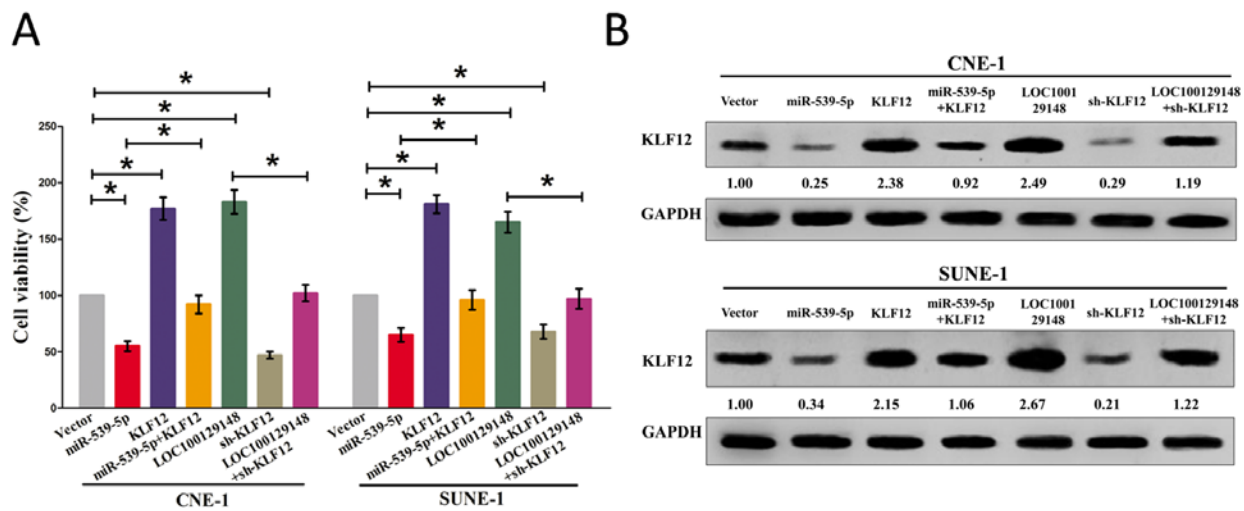 A
*
*
*
*
*
*
*
*
*
*
*
*
250
200
150
100
50
0
Cell viability (%)
Vector
miR-539-5p
KLF12
miR-539-5p+KLF12
LOC100129148
sh-KLF12
LOC100129148
+sh-KLF12
Vector
miR-539-5p
KLF12
miR-539-5p+KLF12
LOC100129148
sh-KLF12
LOC100129148
+sh-KLF12
CNE-1
SUNE-1
B
CNE-1
Vector
miR-539-5p
KLF12
miR-539-5p
+KLF12
LOC1001
29148
sh-KLF12
LOC100129148
+sh-KLF12
KLF12
1.00 0.25 2.38 0.92 2.49 0.29 1.19
GAPDH
SUNE-1
Vector
miR-539-5p
KLF12
miR-539-5p
+KLF12
LOC1001
29148
sh-KLF12
LOC100129148
+sh-KLF12
KLF12
1.00 0.34 2.15 1.06 2.67 0.21 1.22
GAPDH